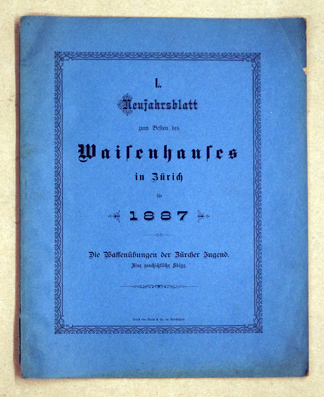 L.
Neujahrsblatt
zum Besten des
Waisenhauses
in Zürich
für
1887
Die Waffenübungen der Zürcher Jugend.
Eine geschichtliche Skizze.